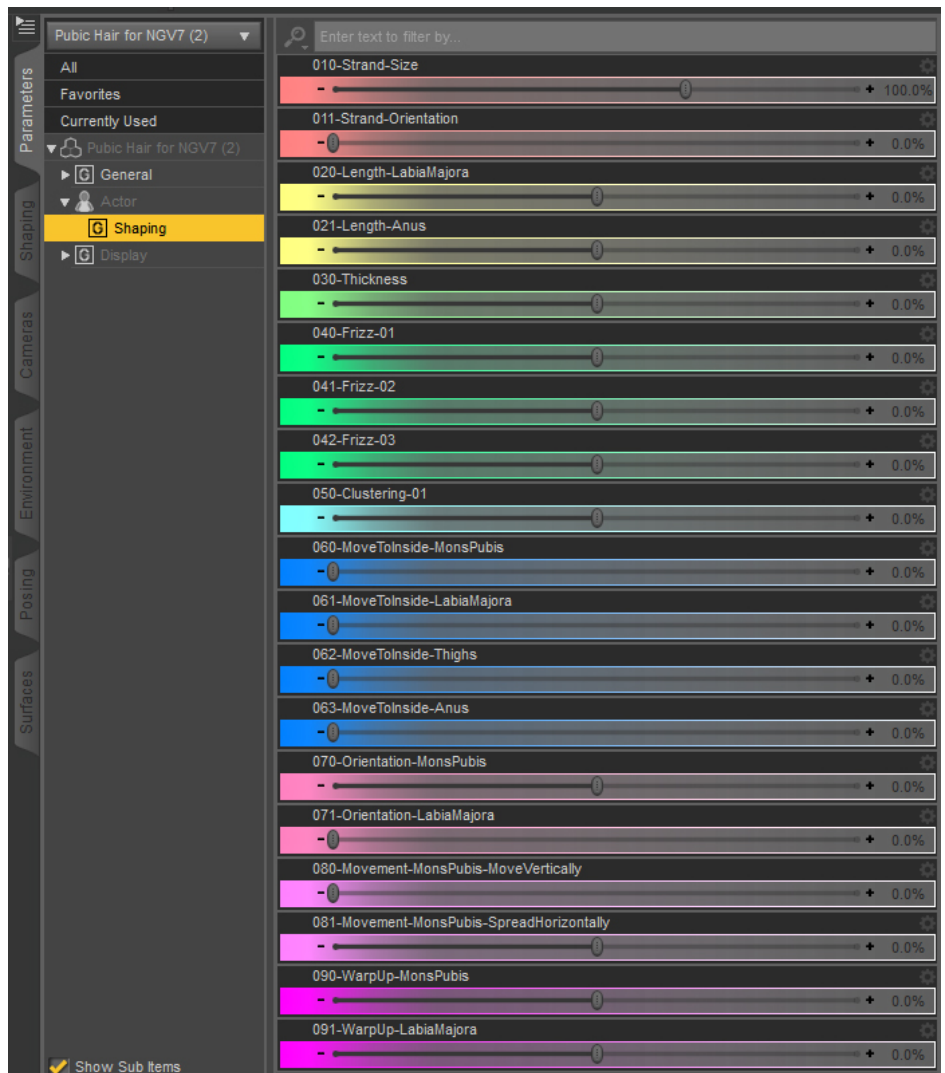 Parameters
Shaping
Cameras
Environment
Posing
Surfaces
Pubic Hair for NGV7 (2)
All
Favorites
Currently Used
Pubic Hair for NGV7 (2)
G General
Actor
G Shaping
G Display
Show Sub Items
Enter text to filter by...
010-Strand-Size
- + 100.0%
011-Strand-Orientation
- + 0.0%
020-Length-LabiaMajora
- + 0.0%
021-Length-Anus
- + 0.0%
030-Thickness
- + 0.0%
040-Frizz-01
- + 0.0%
041-Frizz-02
- + 0.0%
042-Frizz-03
- + 0.0%
050-Clustering-01
- + 0.0%
060-MoveToInside-MonsPubis
- + 0.0%
061-MoveToInside-LabiaMajora
- + 0.0%
062-MoveToInside-Thighs
- + 0.0%
063-MoveToInside-Anus
- + 0.0%
070-Orientation-MonsPubis
- + 0.0%
071-Orientation-LabiaMajora
- + 0.0%
080-Movement-MonsPubis-MoveVertically
- + 0.0%
081-Movement-MonsPubis-SpreadHorizontally
- + 0.0%
090-WarpUp-MonsPubis
- + 0.0%
091-WarpUp-LabiaMajora
- + 0.0%